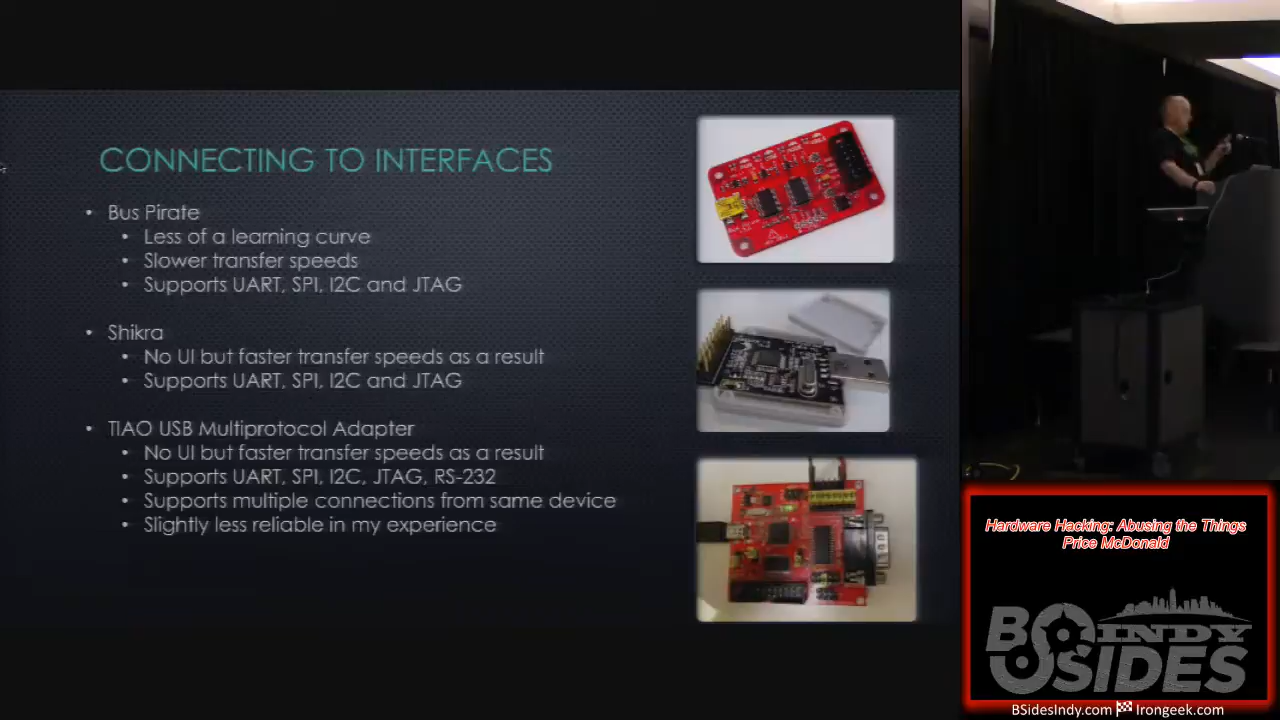 CONNECTING TO INTERFACES
• Bus Pirate
• Less of a learning curve
• Slower transfer speeds
• Supports UART, SPI, I2C and JTAG
• Shikra
• No UI but faster transfer speeds as a result
• Supports UART, SPI, I2C and JTAG
• TIAO USB Multiprotocol Adapter
• No UI but faster transfer speeds as a result
• Supports UART, SPI, I2C, JTAG, RS-232
• Supports multiple connections from same device
• Slightly less reliable in my experience
Hardware Hacking: Abusing the Things
Price McDonald
BSIDES INDY
BSidesIndy.com Irongeek.com